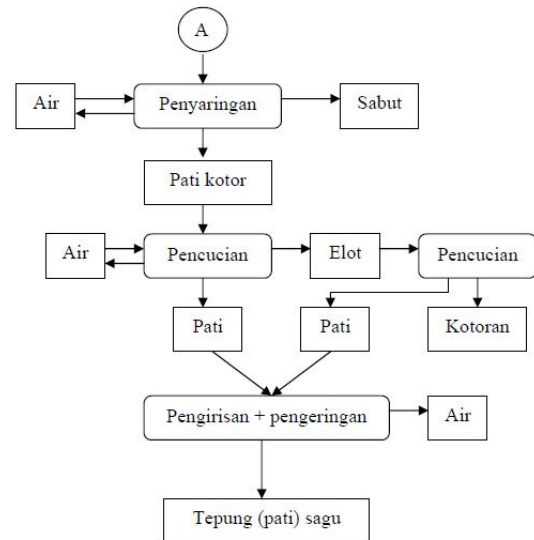 A
Air
Penyaringan
Sabut
Pati kotor
Air
Pencucian
Elot
Pencucian
Pati
Pati
Kotoran
Pengirisan + pengeringan
Air
Tepung (pati) sagu